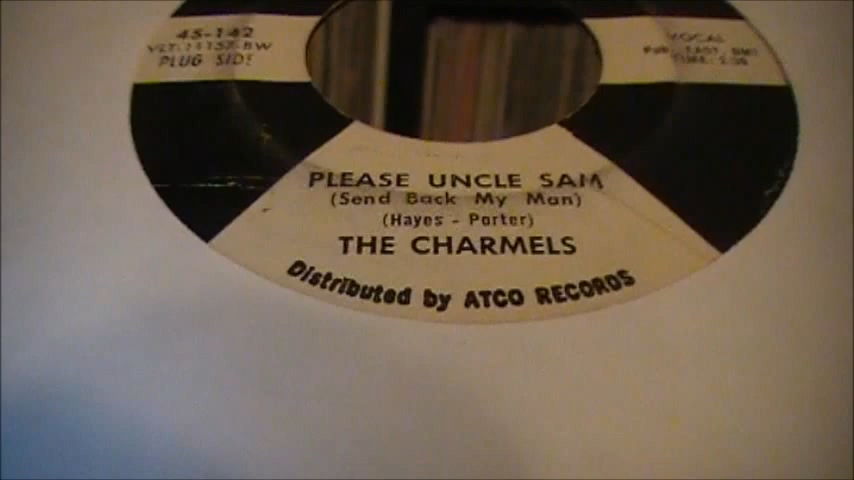 45-142
PLUG SIDE
VOCAL
PLEASE UNCLE SAM
(Send Back My Man)
(Hayes - Porter)
THE CHARMELS
Distributed by ATCO RECORDS